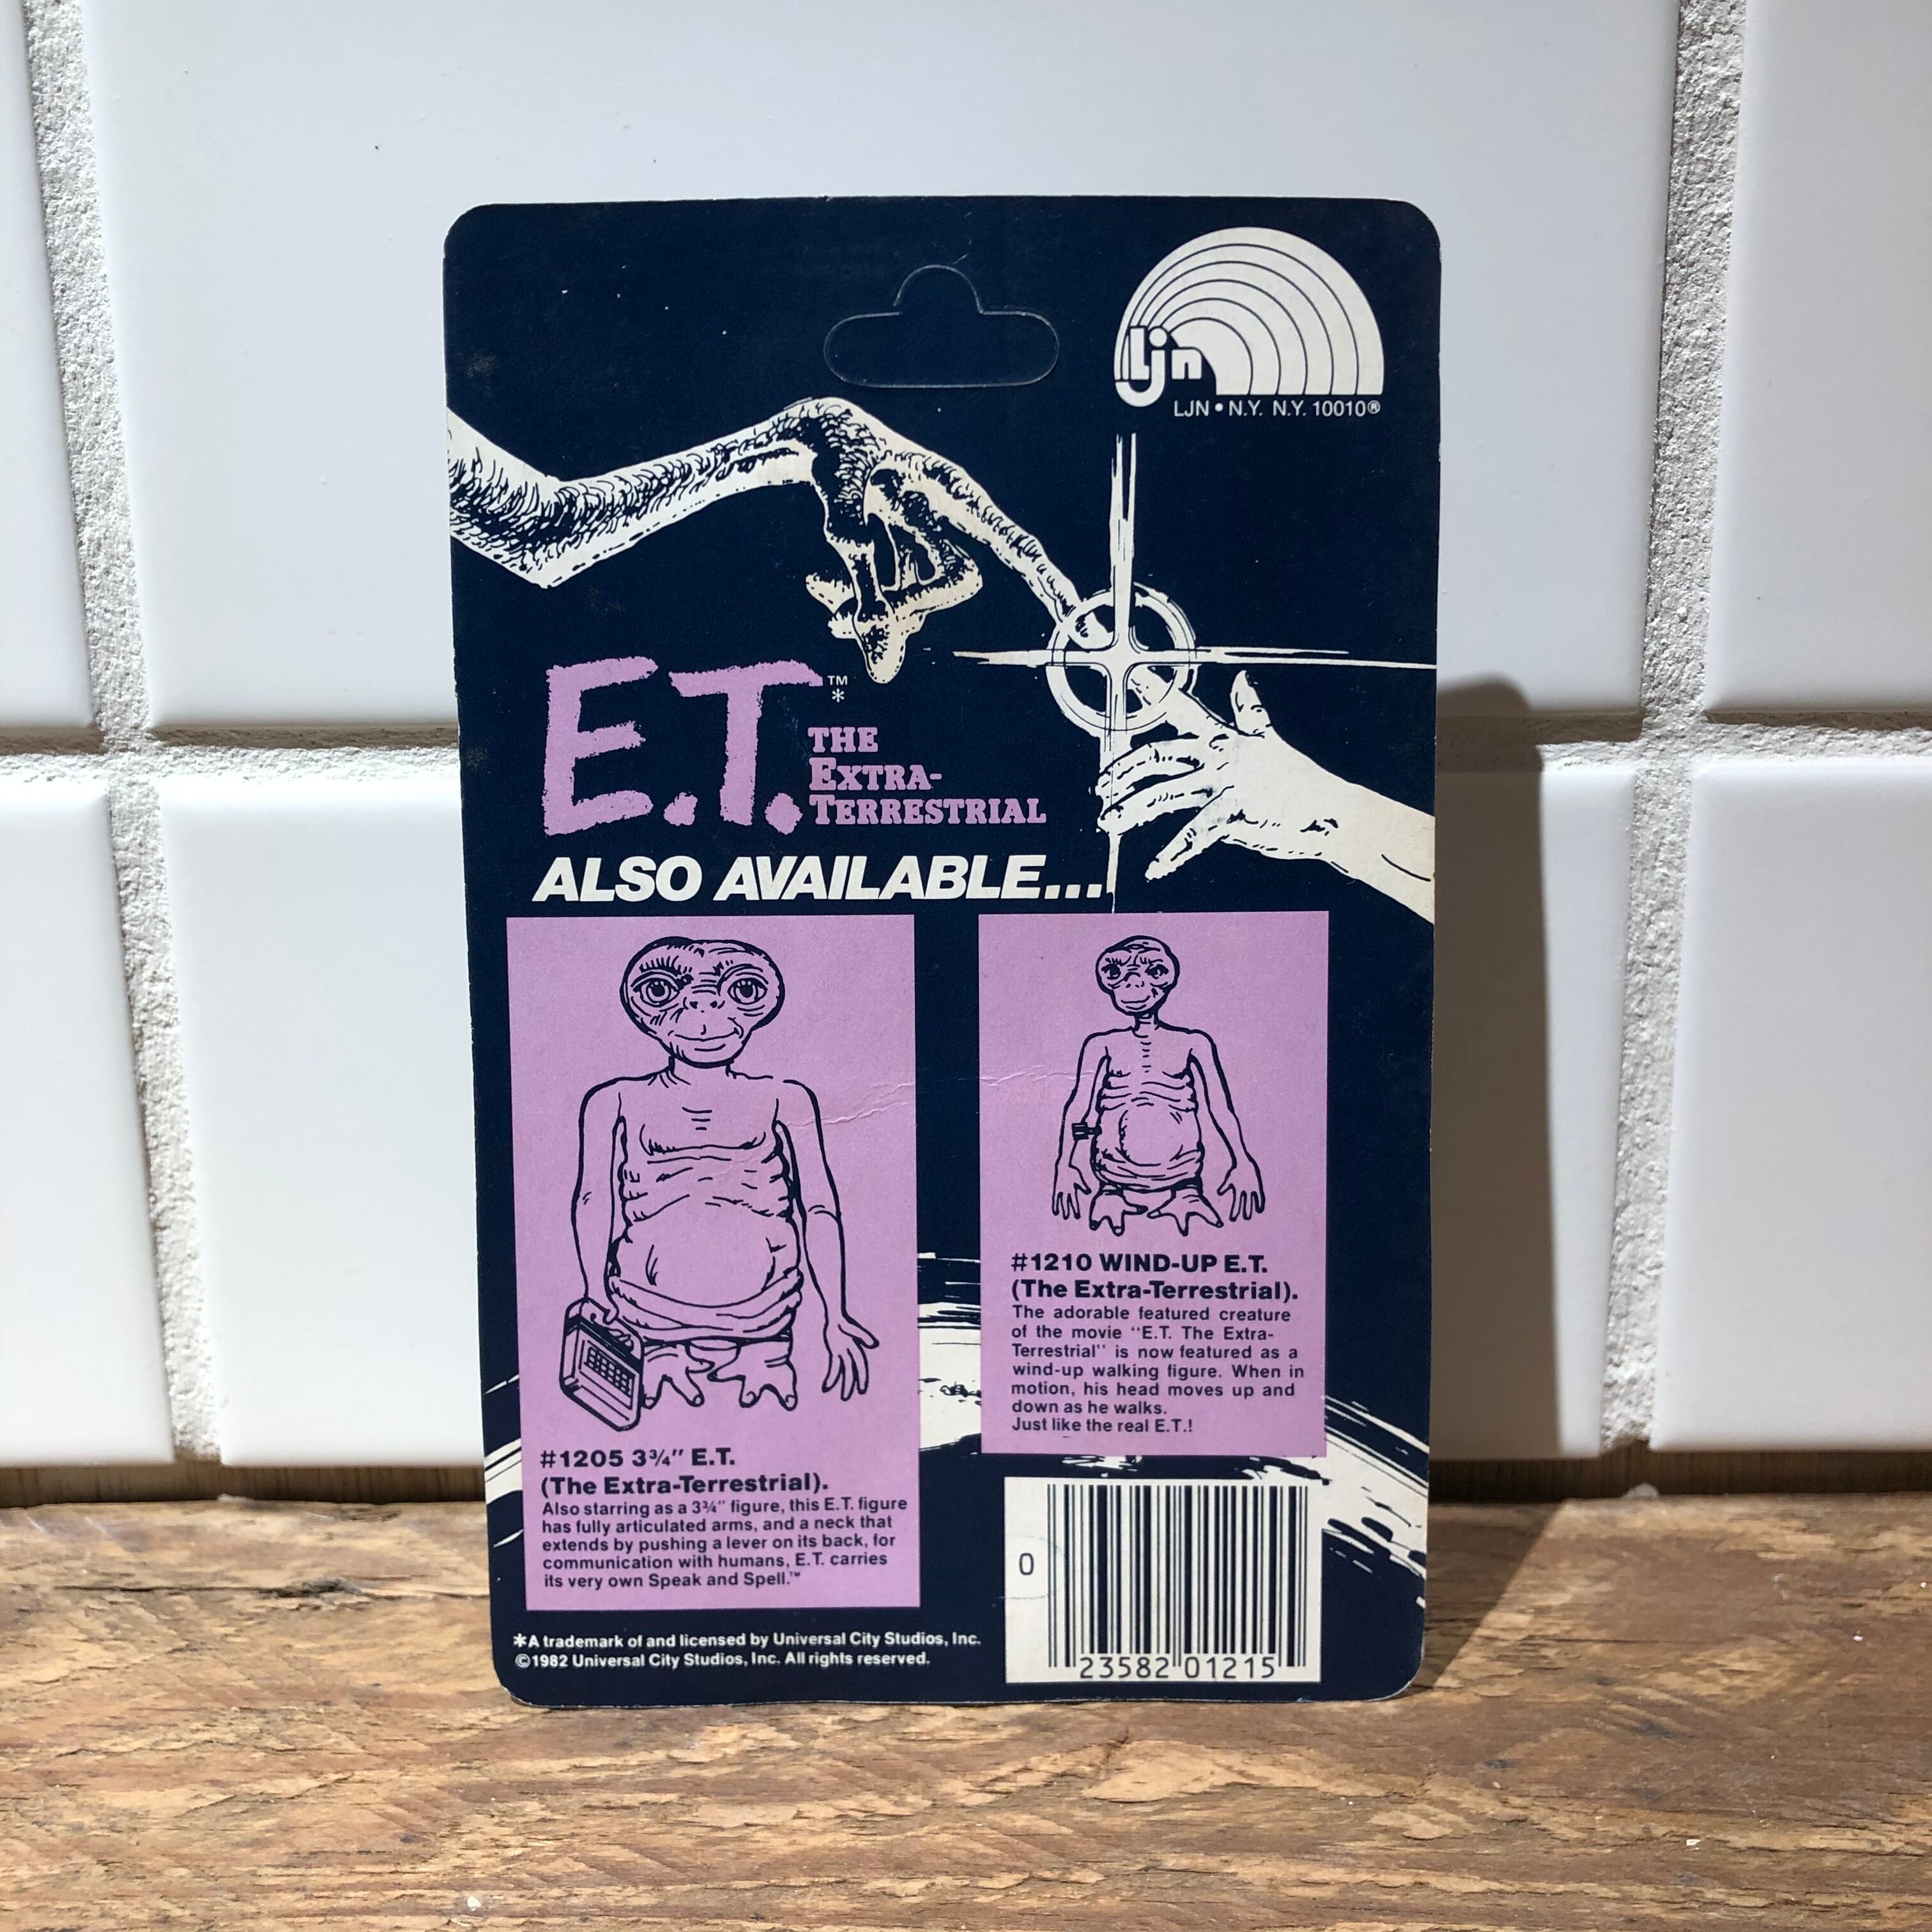 ljn
LJN • N.Y. N.Y. 10010®
E.T.™
*
THE
EXTRA-
TERRESTRIAL
ALSO AVAILABLE...
#1205 3¾" E.T.
(The Extra-Terrestrial).
Also starring as a 3¾" figure, this E.T. figure
has fully articulated arms, and a neck that
extends by pushing a lever on its back, for
communication with humans, E.T. carries
its very own Speak and Spell.™
#1210 WIND-UP E.T.
(The Extra-Terrestrial).
The adorable featured creature
of the movie "E.T. The Extra-
Terrestrial" is now featured as a
wind-up walking figure. When in
motion, his head moves up and
down as he walks.
Just like the real E.T.!
0
23582 01215
*A trademark of and licensed by Universal City Studios, Inc.
©1982 Universal City Studios, Inc. All rights reserved.